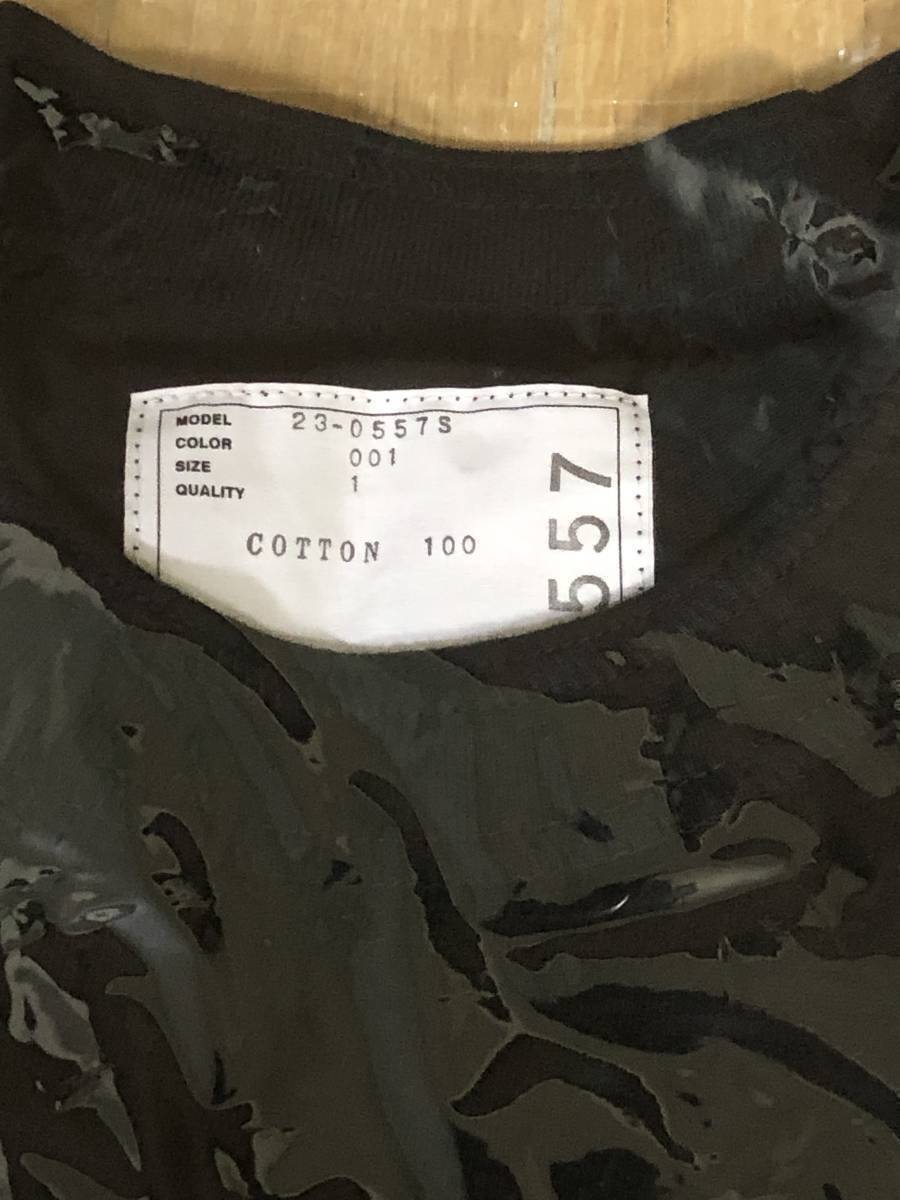 MODEL 23-0557S
COLOR 001
SIZE 1
QUALITY
COTTON 100
557